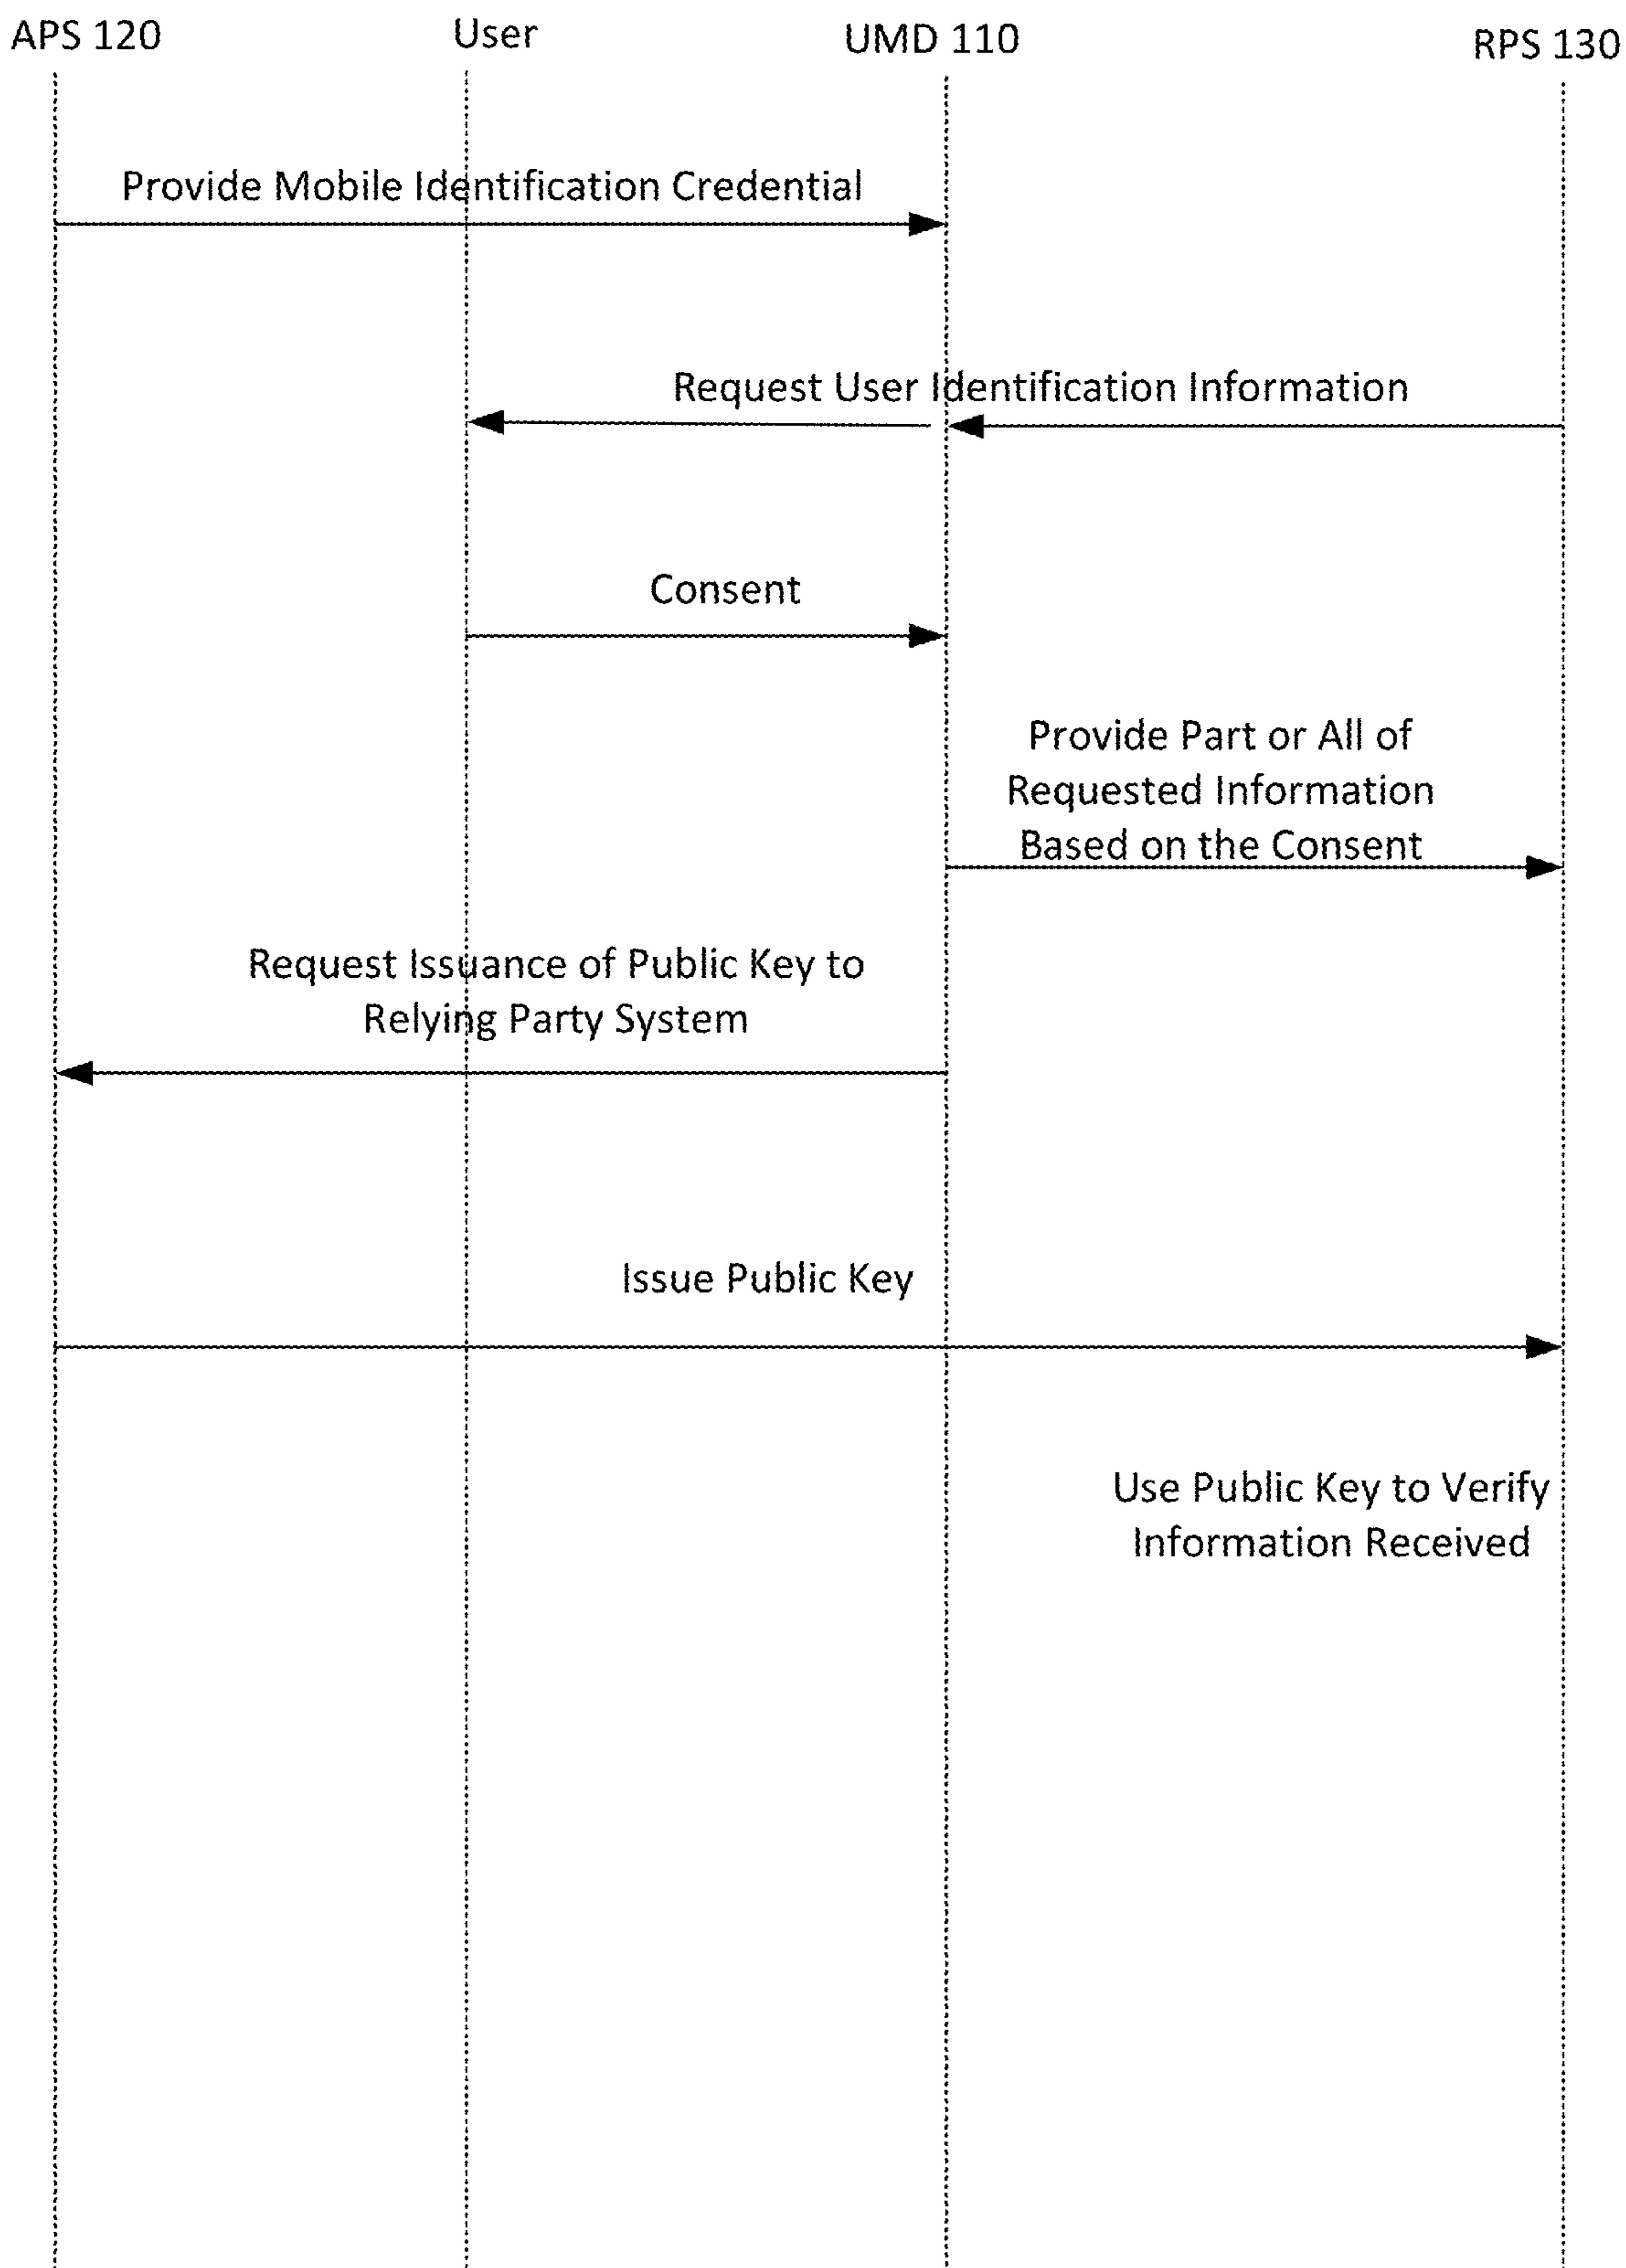 APS 120
User
UMD 110
RPS 130
Provide Mobile Identification Credential
Request User Identification Information
Consent
Provide Part or All of
Requested Information
Based on the Consent
Request Issuance of Public Key to
Relying Party System
Issue Public Key
Use Public Key to Verify
Information Received